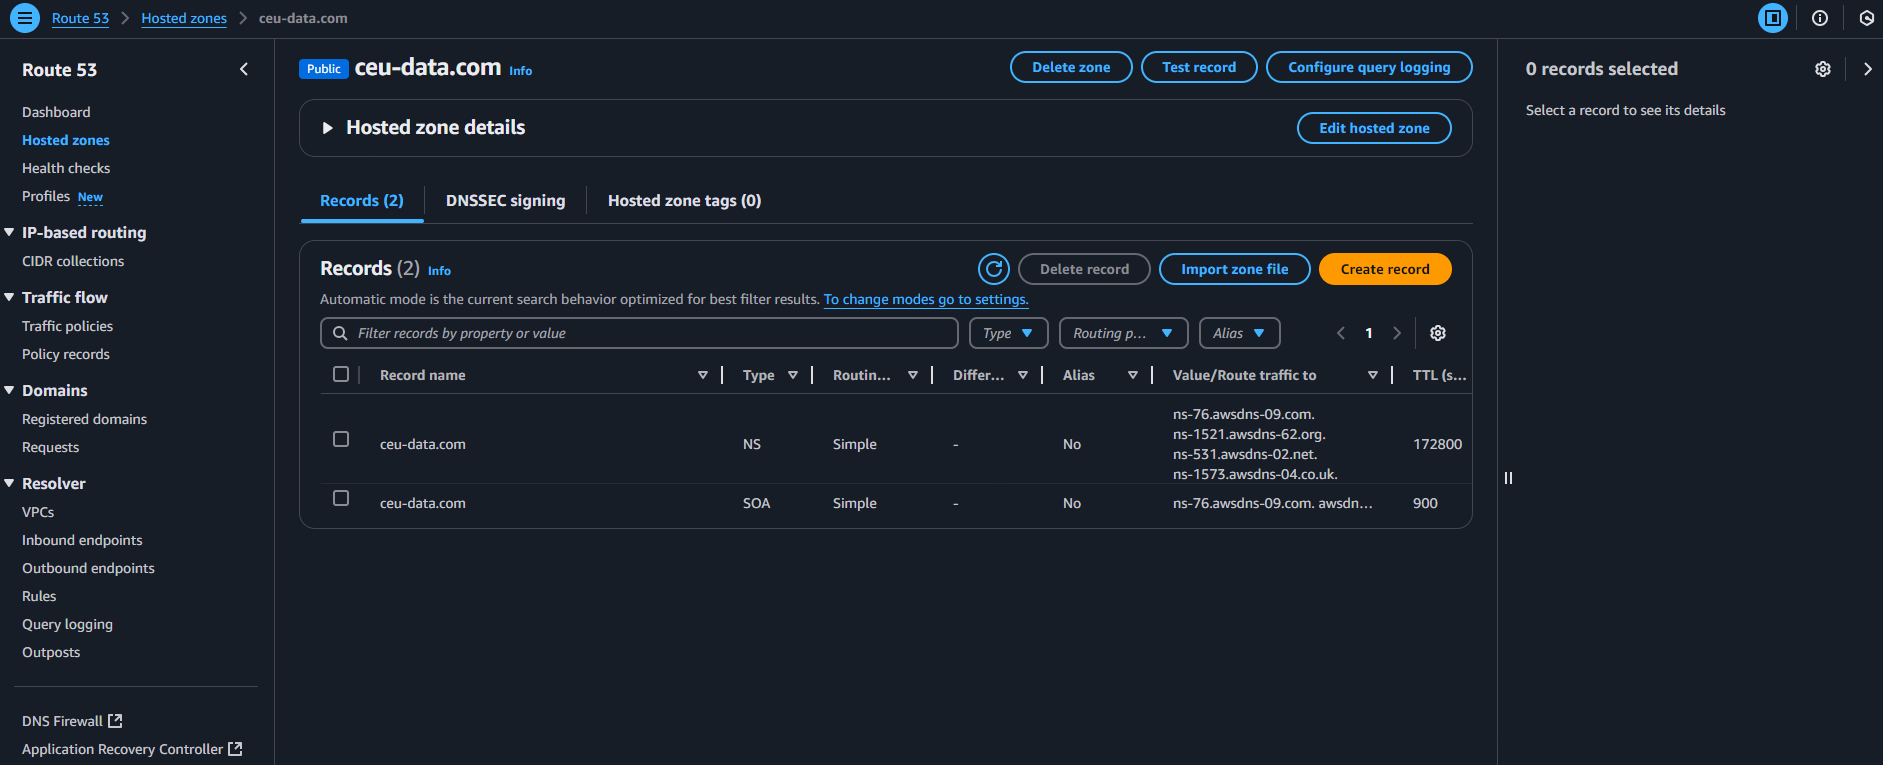 Route 53
Hosted zones
ceu-data.com
Route 53
Dashboard
Hosted zones
Health checks
Profiles New
IP-based routing
CIDR collections
Traffic flow
Traffic policies
Policy records
Domains
Registered domains
Requests
Resolver
VPCs
Inbound endpoints
Outbound endpoints
Rules
Query logging
Outposts
DNS Firewall
Application Recovery Controller
Public ceu-data.com Info
Delete zone
Test record
Configure query logging
Hosted zone details
Edit hosted zone
Records (2)
DNSSEC signing
Hosted zone tags (0)
Records (2) Info
Delete record
Import zone file
Create record
Automatic mode is the current search behavior optimized for best filter results. To change modes go to settings.
Filter records by property or value
Type
Routing p...
Alias
1
Record name Type Routin... Differ... Alias Value/Route traffic to TTL (s...
ceu-data.com NS Simple - No
ns-76.awsdns-09.com.
ns-1521.awsdns-62.org.
ns-531.awsdns-02.net.
ns-1573.awsdns-04.co.uk.
172800
ceu-data.com SOA Simple - No ns-76.awsdns-09.com. awsdn... 900
0 records selected
Select a record to see its details